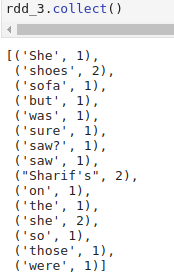 rdd_3.collect()
[('She', 1),
('shoes', 2),
('sofa', 1),
('but', 1),
('was', 1),
('sure', 1),
('saw?', 1),
('saw', 1),
("Sharif's", 2),
('on', 1),
('the', 1),
('she', 2),
('so', 1),
('those', 1),
('were', 1)]